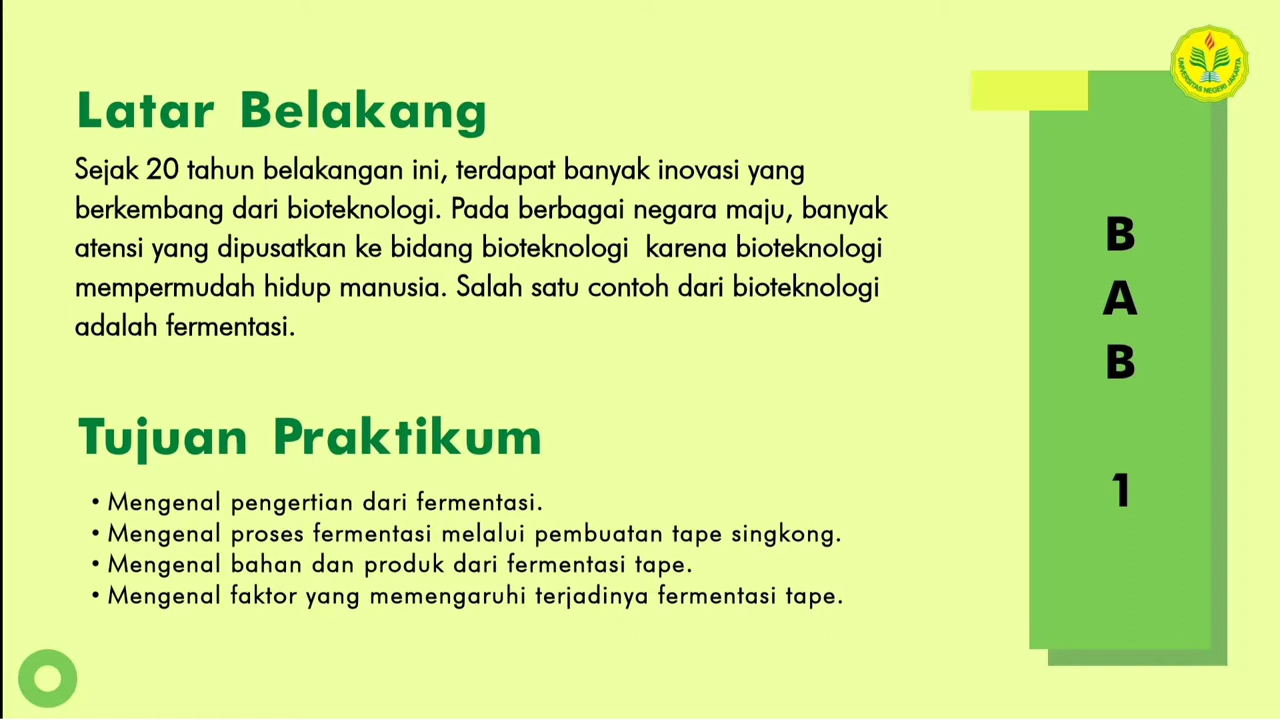 Latar Belakang
Sejak 20 tahun belakangan ini, terdapat banyak inovasi yang
berkembang dari bioteknologi. Pada berbagai negara maju, banyak
atensi yang dipusatkan ke bidang bioteknologi  karena bioteknologi
mempermudah hidup manusia. Salah satu contoh dari bioteknologi
adalah fermentasi.
Tujuan Praktikum
• Mengenal pengertian dari fermentasi.
• Mengenal proses fermentasi melalui pembuatan tape singkong.
• Mengenal bahan dan produk dari fermentasi tape.
• Mengenal faktor yang memengaruhi terjadinya fermentasi tape.
UNIVERSITAS NEGERI JAKARTA
B
A
B
1